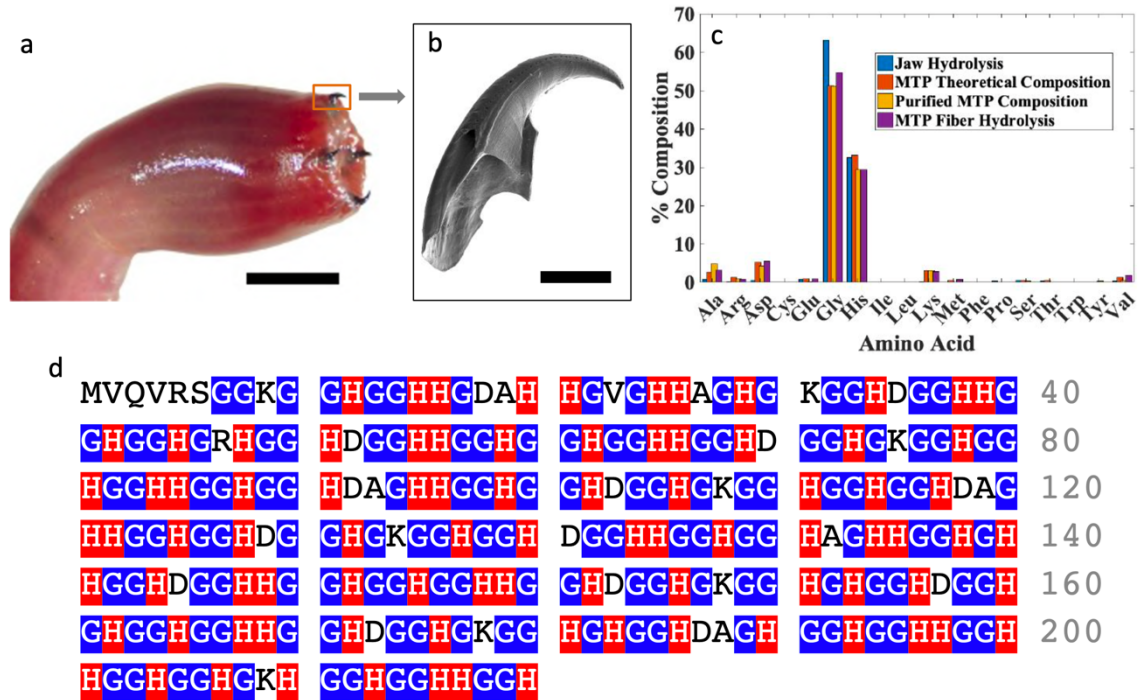 a
b
c
70
60
50
40
30
20
10
0
% Composition
Jaw Hydrolysis
MTP Theoretical Composition
Purified MTP Composition
MTP Fiber Hydrolysis
Ala Arg Asp Cys Glu Gly His Ile Leu Lys Met Phe Pro Ser Thr Trp Tyr Val
Amino Acid
d
MVQVRSGGKG GHGGHHGDAH HGVGHHAGHG KGGHDGGHHG 40
GHGGHGRHGG HDGGHHGGHG GHGGHHGGHD GGHGKGGHGG 80
HGGHHGGHGG HDAGHHGGHG GHDGGHGKGG HGGHGGHDAG 120
HHGGHGGHDG GHGKGGHGGH DGGHHGGHGG HAGHHGGHGH 140
HGGHDGGHHG GHGGHGGHHG GHDGGHGKGG HGHGGHDGGH 160
GHGGHGGHHG GHDGGHGKGG HGHGGHDAGH GGHGGHHGGH 200
HGGHGGHGKH GGHGGHHGGH